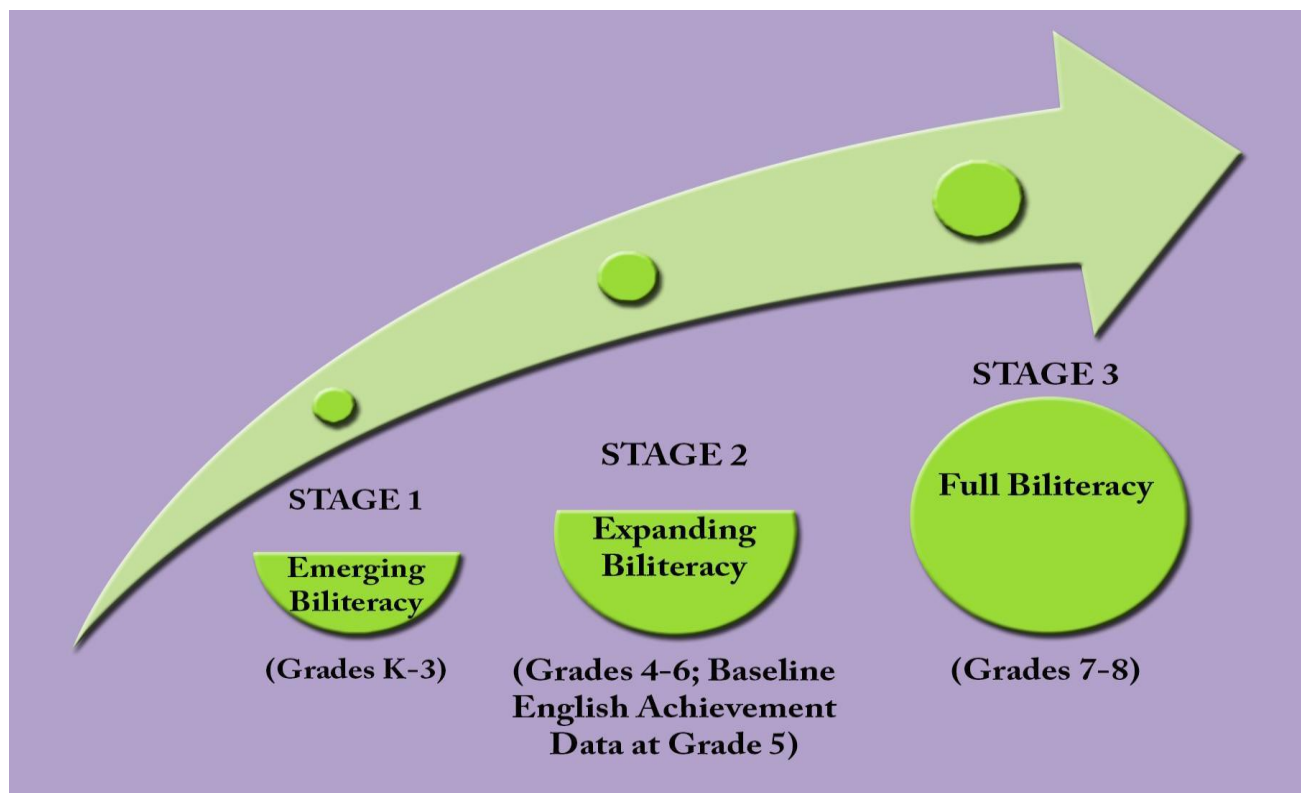 STAGE 1
Emerging
Biliteracy
(Grades K-3)
STAGE 2
Expanding
Biliteracy
(Grades 4-6; Baseline
English Achievement
Data at Grade 5)
STAGE 3
Full Biliteracy
(Grades 7-8)